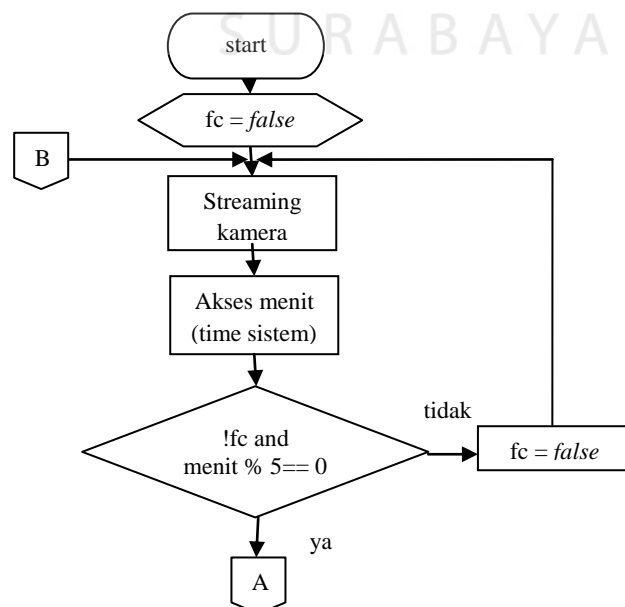 SURABAYA
start
fc = false
B
Streaming
kamera
Akses menit
(time sistem)
!fc and
menit % 5== 0
tidak
fc = false
ya
A